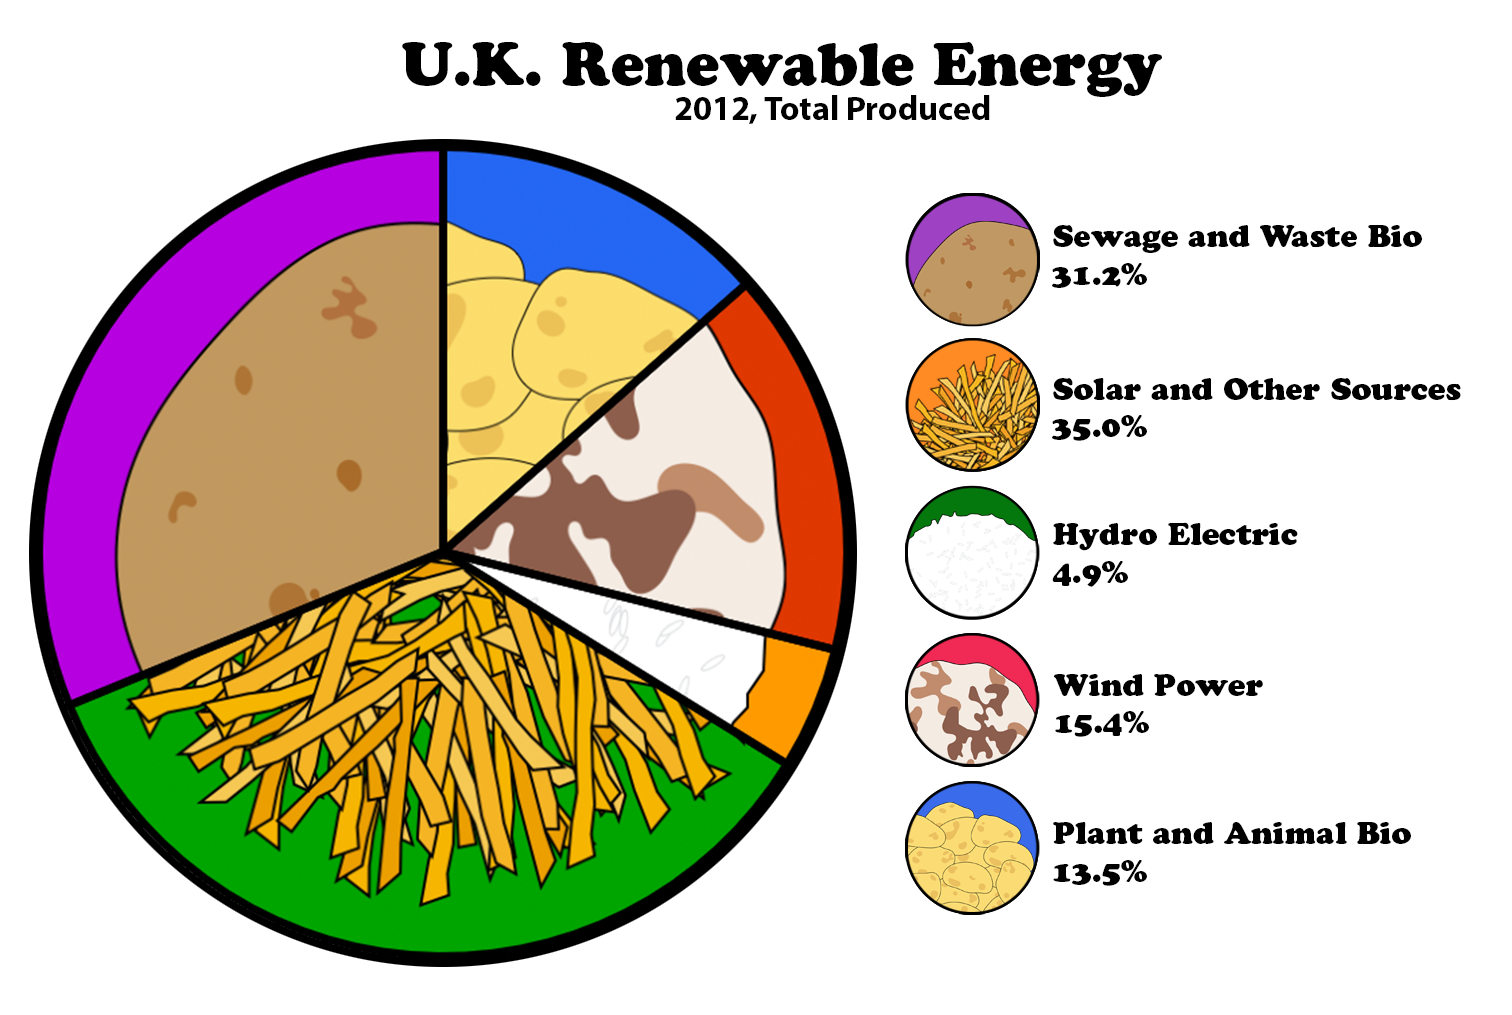 U.K. Renewable Energy
2012, Total Produced
Sewage and Waste Bio
31.2%
Solar and Other Sources
35.0%
Hydro Electric
4.9%
Wind Power
15.4%
Plant and Animal Bio
13.5%